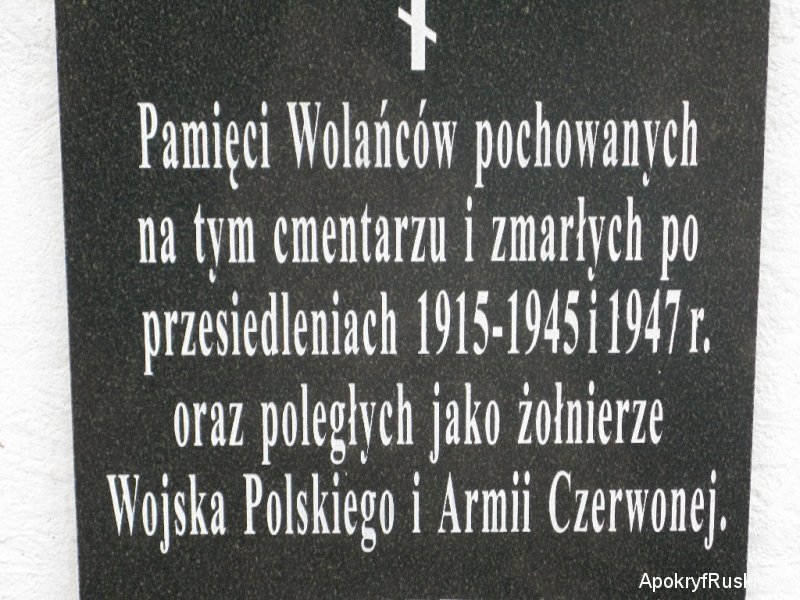 Pamięci Wolańców pochowanych
na tym cmentarzu i zmarłych po
przesiedleniach 1915-1945 i 1947 r.
oraz poległych jako żołnierze
Wojska Polskiego i Armii Czerwonej.
ApokryfRuski